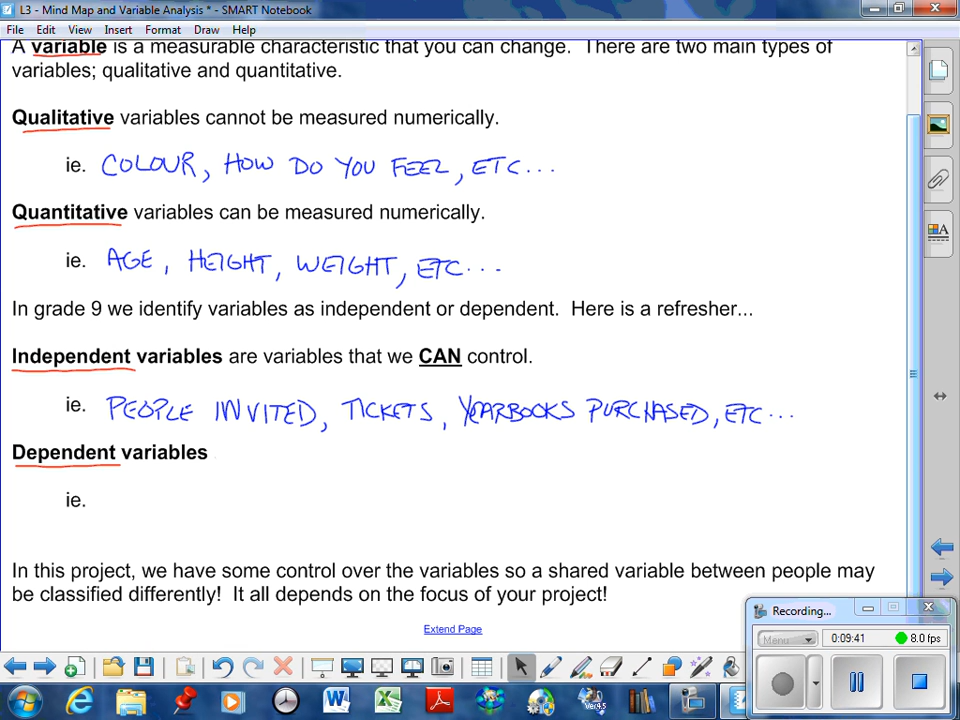 L3 - Mind Map and Variable Analysis * - SMART Notebook
File Edit View Insert Format Draw Help
A variable is a measurable characteristic that you can change. There are two main types of
variables; qualitative and quantitative.
Qualitative variables cannot be measured numerically.
ie. COLOUR, HOW DO YOU FEEL, ETC...
Quantitative variables can be measured numerically.
ie. AGE, HEIGHT, WEIGHT, ETC...
In grade 9 we identify variables as independent or dependent. Here is a refresher...
Independent variables are variables that we CAN control.
ie. PEOPLE INVITED, TICKETS, YEARBOOKS PURCHASED, ETC...
Dependent variables
ie.
In this project, we have some control over the variables so a shared variable between people may
be classified differently! It all depends on the focus of your project!
Extend Page
Recording...
Menu 0:09:41 8.0 fps